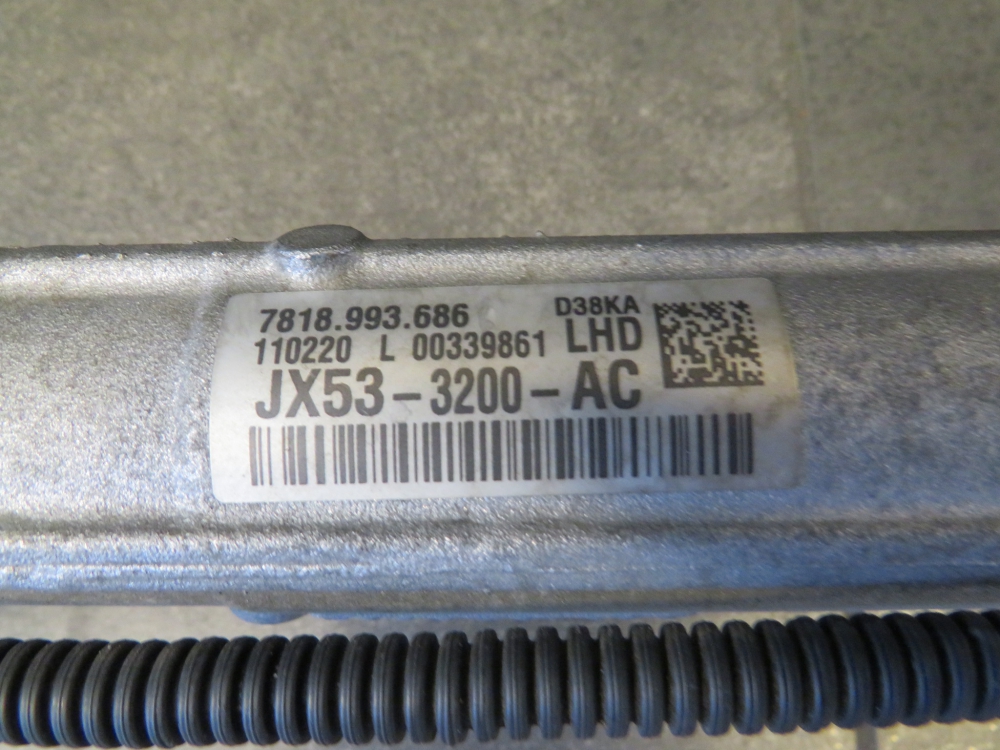 7818.993.686 D38KA
110220 L 00339861 LHD
JX53-3200-AC